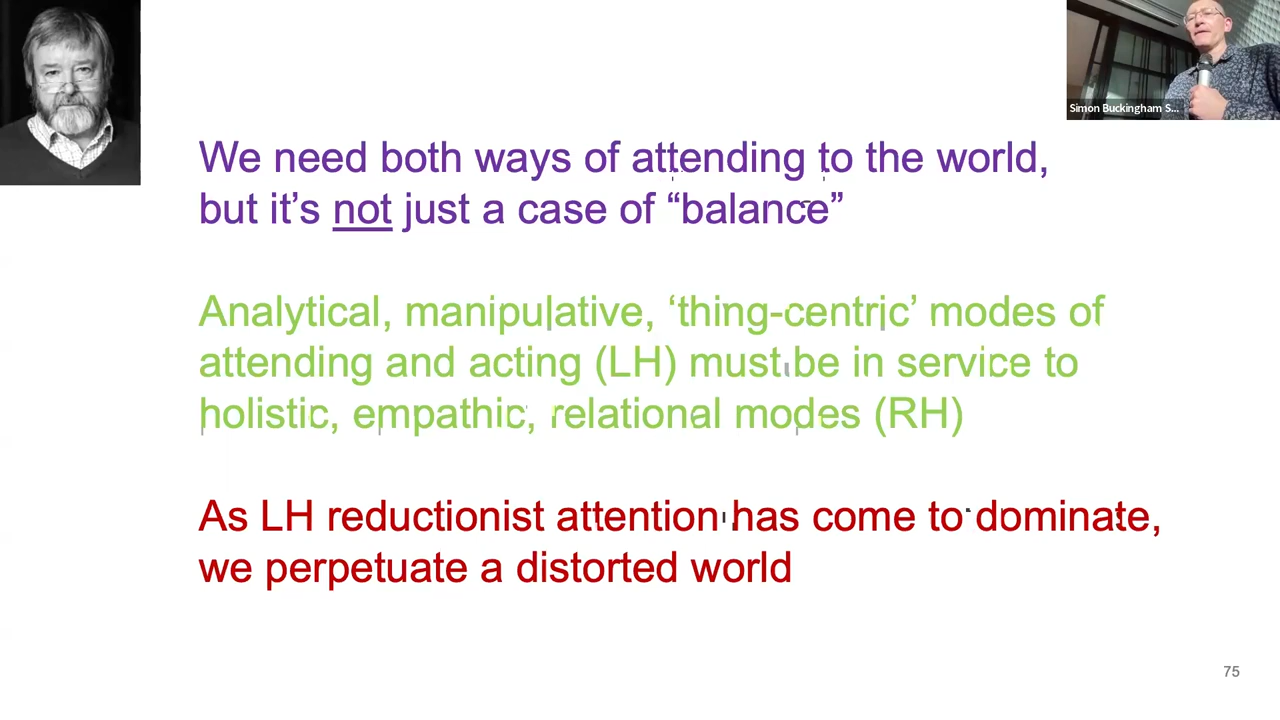 Simon Buckingham S...
We need both ways of attending to the world,
but it’s not just a case of “balance”
Analytical, manipulative, ‘thing-centric’ modes of
attending and acting (LH) must be in service to
holistic, empathic, relational modes (RH)
As LH reductionist attention has come to dominate,
we perpetuate a distorted world
75